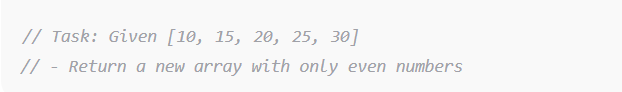 // Task: Given [10, 15, 20, 25, 30]
// - Return a new array with only even numbers